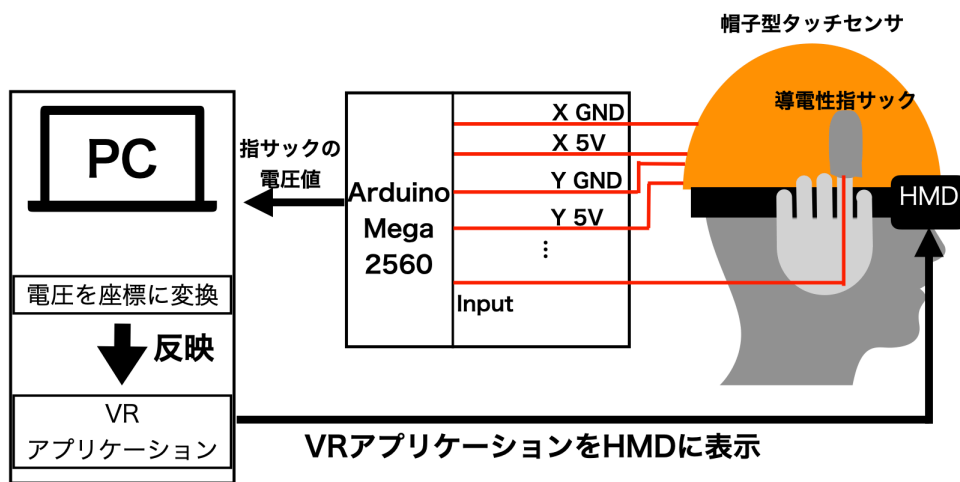 帽子型タッチセンサ
導電性指サック
HMD
X GND
X 5V
Y GND
Y 5V
⋮
Input
Arduino
Mega
2560
指サックの
電圧値
PC
電圧を座標に変換
反映
VR
アプリケーション
VRアプリケーションをHMDに表示